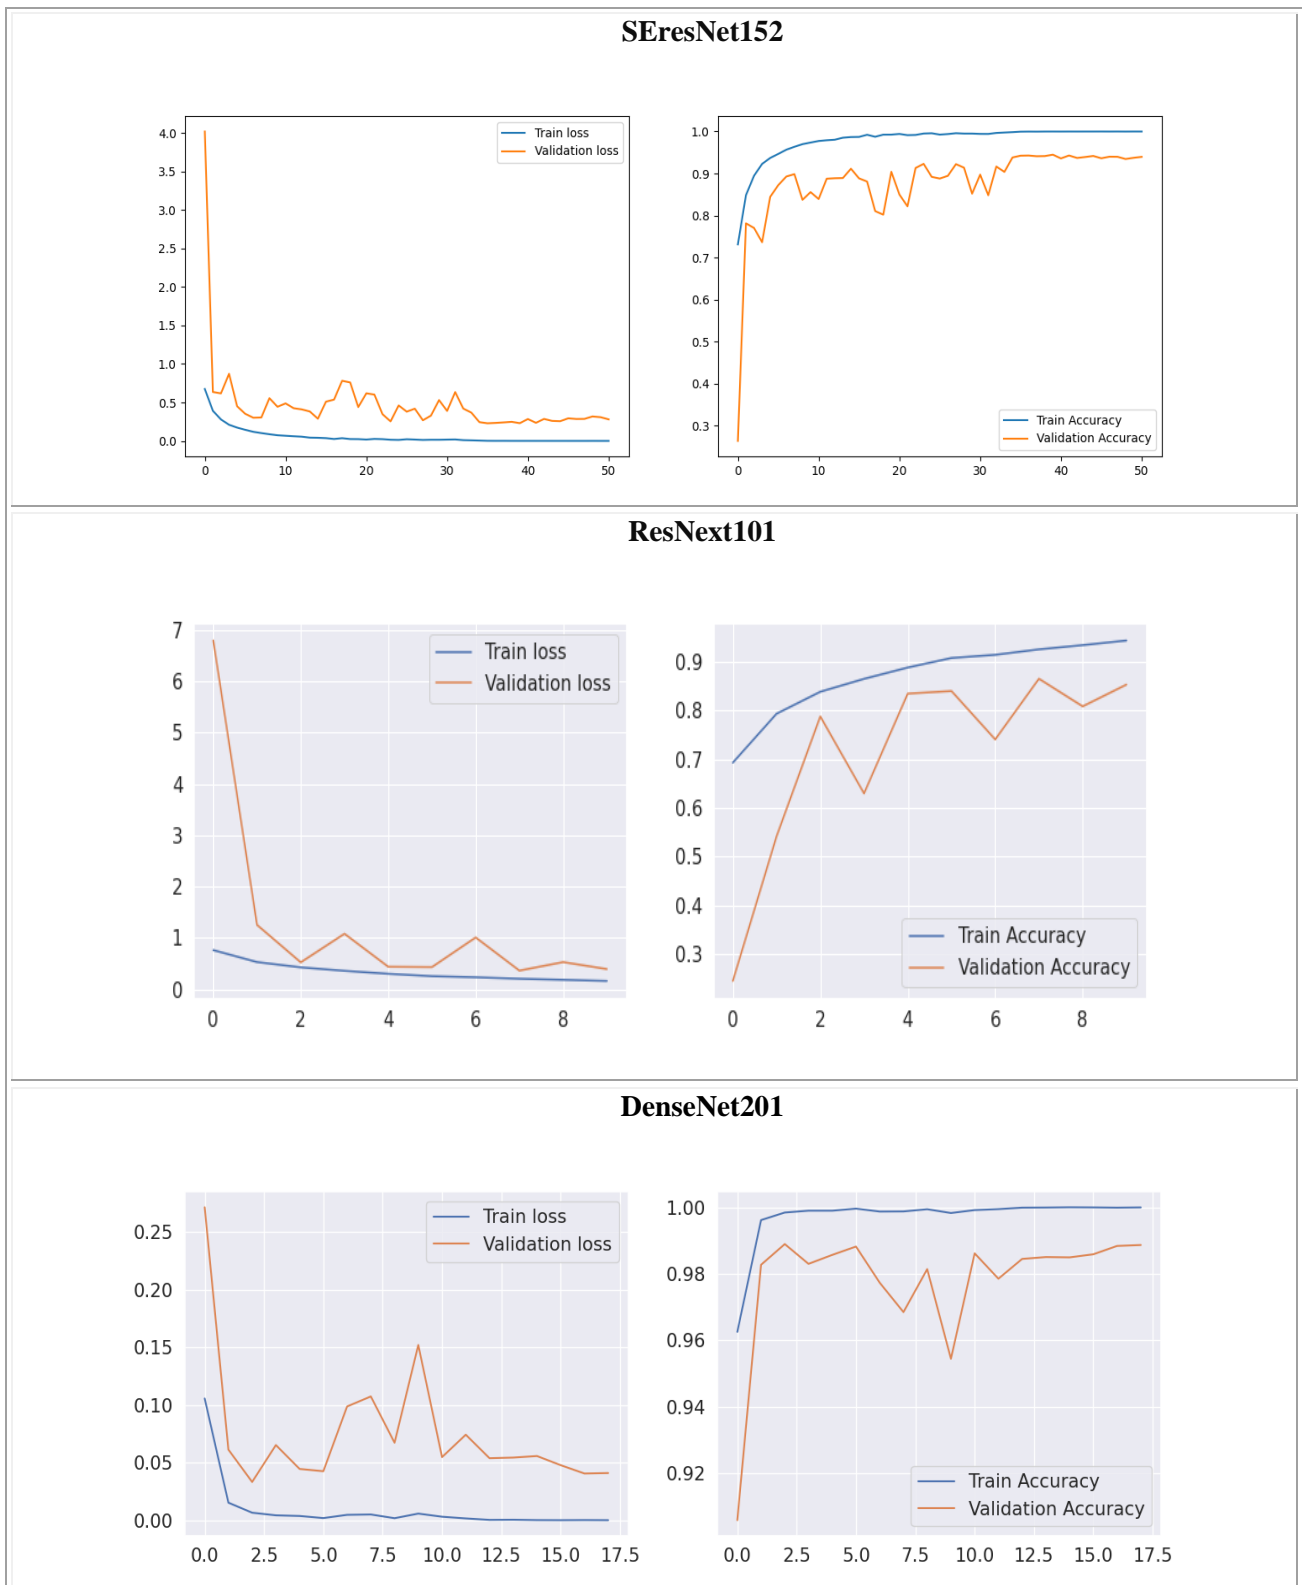 SEresNet152
4.0
3.5
3.0
2.5
2.0
1.5
1.0
0.5
0.0
0 10 20 30 40 50
Train loss
Validation loss
1.0
0.9
0.8
0.7
0.6
0.5
0.4
0.3
0 10 20 30 40 50
Train Accuracy
Validation Accuracy
ResNext101
7
6
5
4
3
2
1
0
0 2 4 6 8
Train loss
Validation loss
0.9
0.8
0.7
0.6
0.5
0.4
0.3
0 2 4 6 8
Train Accuracy
Validation Accuracy
DenseNet201
0.25
0.20
0.15
0.10
0.05
0.00
0.0 2.5 5.0 7.5 10.0 12.5 15.0 17.5
Train loss
Validation loss
1.00
0.98
0.96
0.94
0.92
0.0 2.5 5.0 7.5 10.0 12.5 15.0 17.5
Train Accuracy
Validation Accuracy